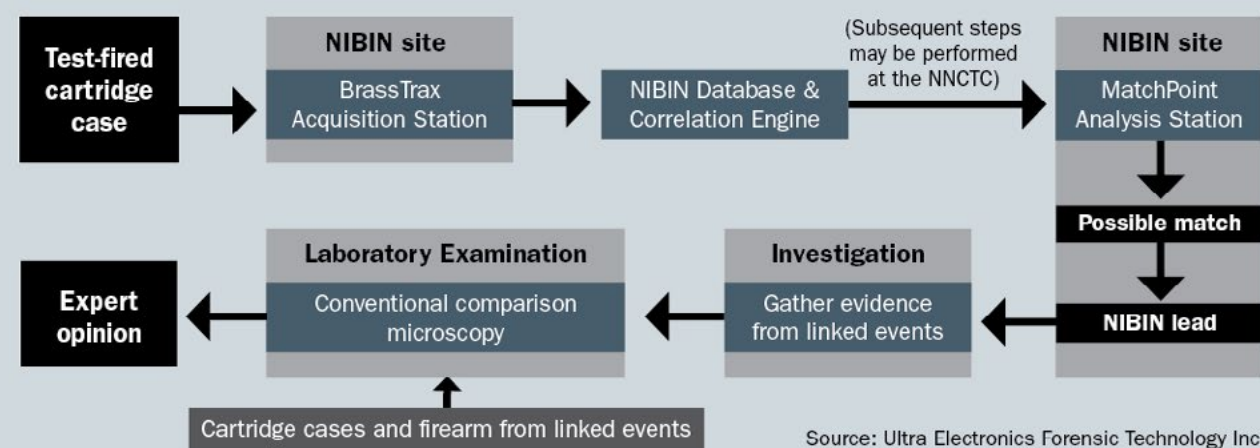 Test-fired
cartridge
case
NIBIN site
BrassTrax
Acquisition Station
NIBIN Database &
Correlation Engine
(Subsequent steps
may be performed
at the NNCTC)
NIBIN site
MatchPoint
Analysis Station
Possible match
NIBIN lead
Investigation
Gather evidence
from linked events
Laboratory Examination
Conventional comparison
microscopy
Cartridge cases and firearm from linked events
Expert
opinion
Source: Ultra Electronics Forensic Technology Inc